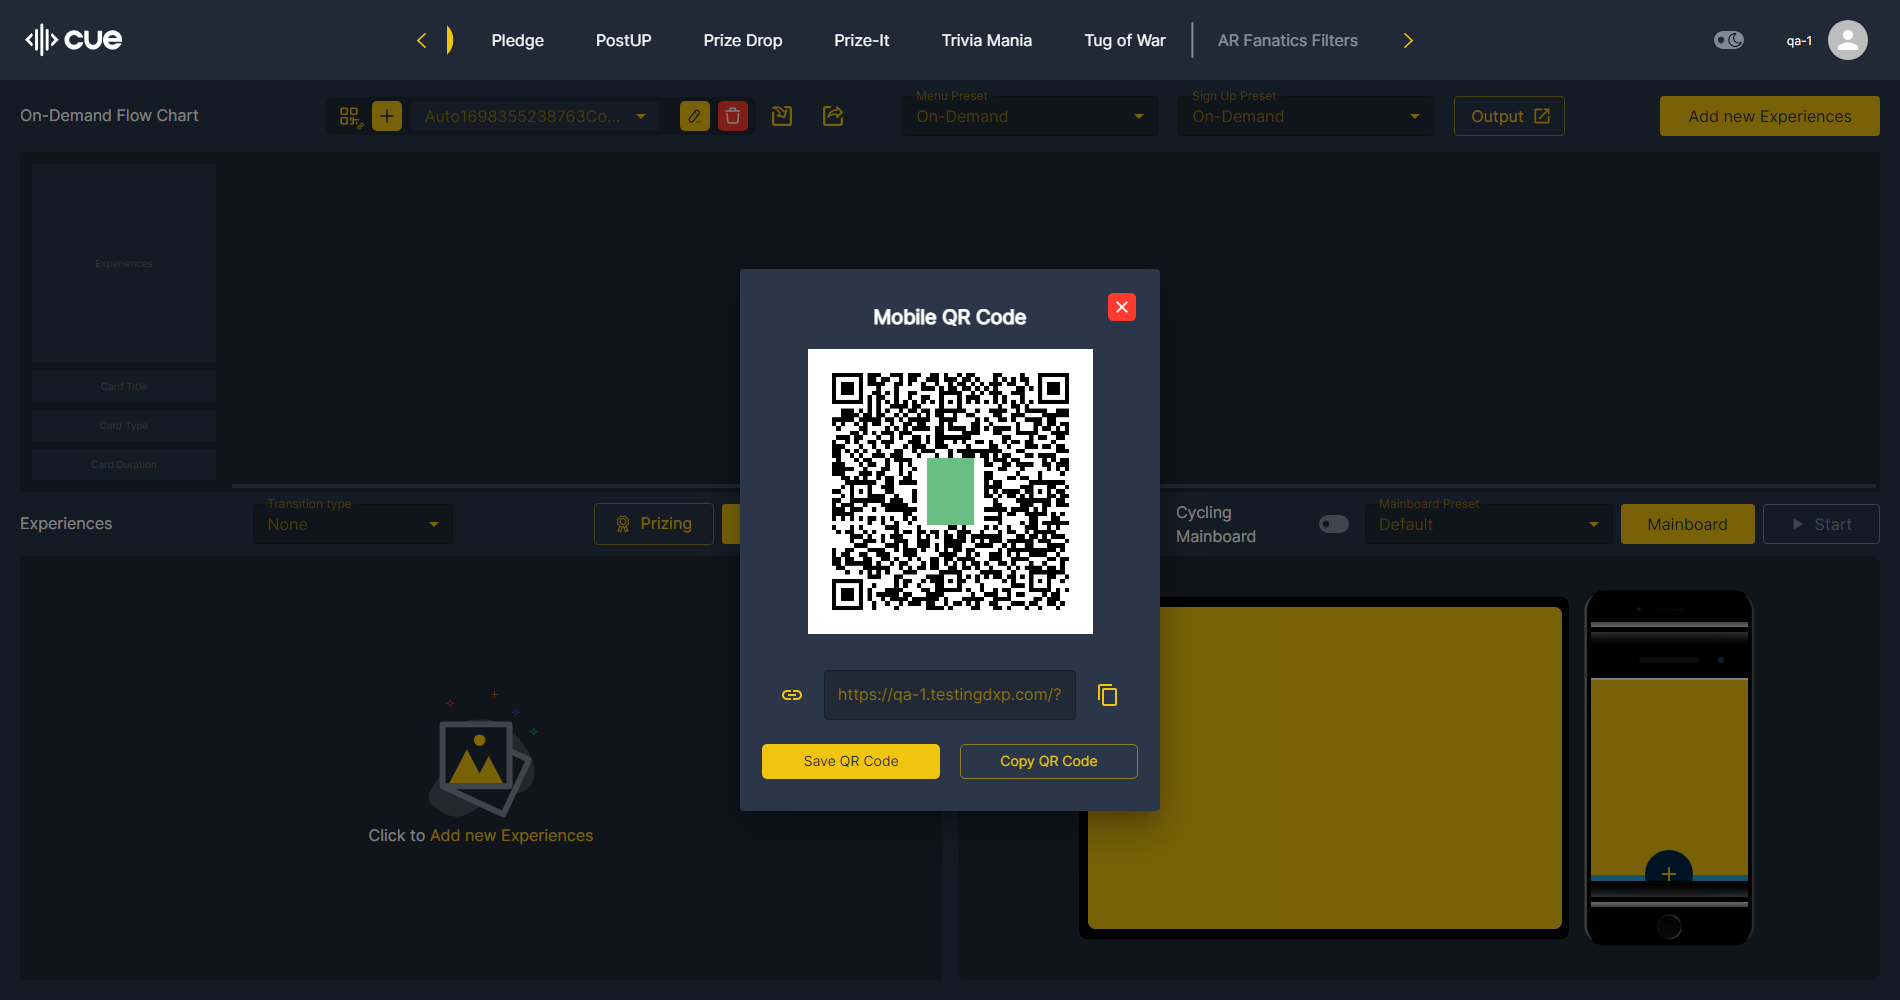 cue
Pledge
PostUP
Prize Drop
Prize-It
Trivia Mania
Tug of War
AR Fanatics Filters
qa-1
On-Demand Flow Chart
Auto1698355238763Co...
Menu Preset
On-Demand
Sign Up Preset
On-Demand
Output
Add new Experiences
Experiences
Card Title
Card Type
Card Duration
Mobile QR Code
https://qa-1.testingdxp.com/?
Save QR Code
Copy QR Code
Experiences
Transition type
None
Prizing
Cycling
Mainboard
Mainboard Preset
Default
Mainboard
Start
Click to Add new Experiences